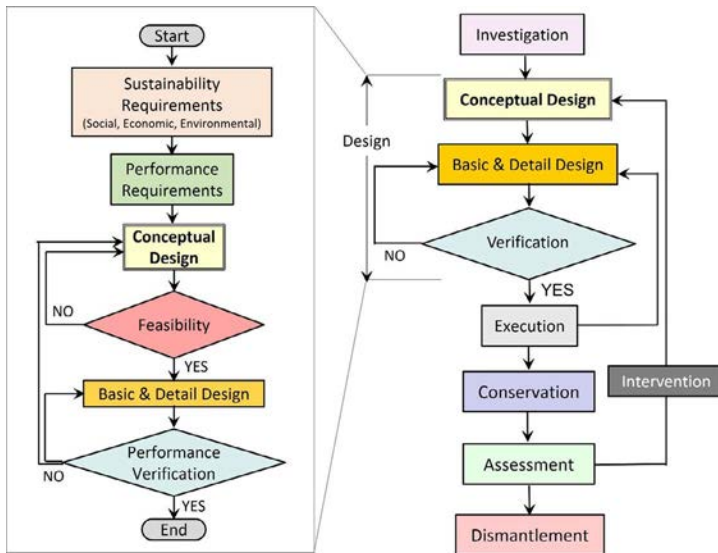 Start
Sustainability
Requirements
(Social, Economic, Environmental)
Performance
Requirements
Conceptual
Design
NO
Feasibility
YES
Basic & Detail Design
Performance
Verification
NO
YES
End
Investigation
Conceptual Design
Design
Basic & Detail Design
Verification
NO
YES
Execution
Conservation
Intervention
Assessment
Dismantlement